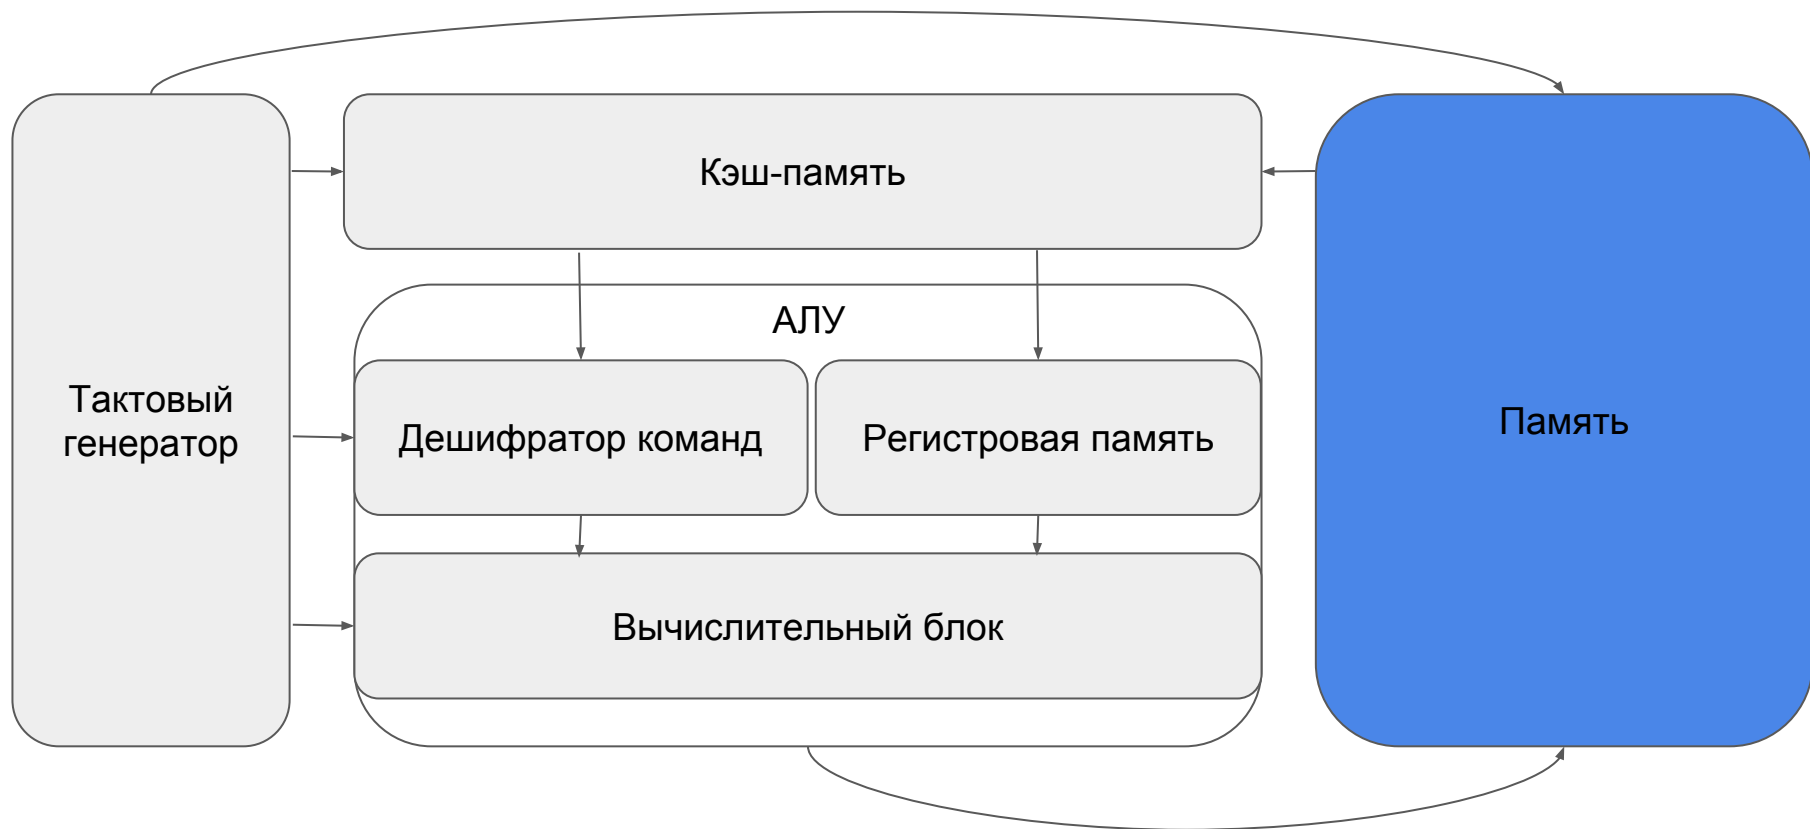 Кэш-память
АЛУ
Тактовый
генератор
Дешифратор команд
Регистровая память
Память
Вычислительный блок